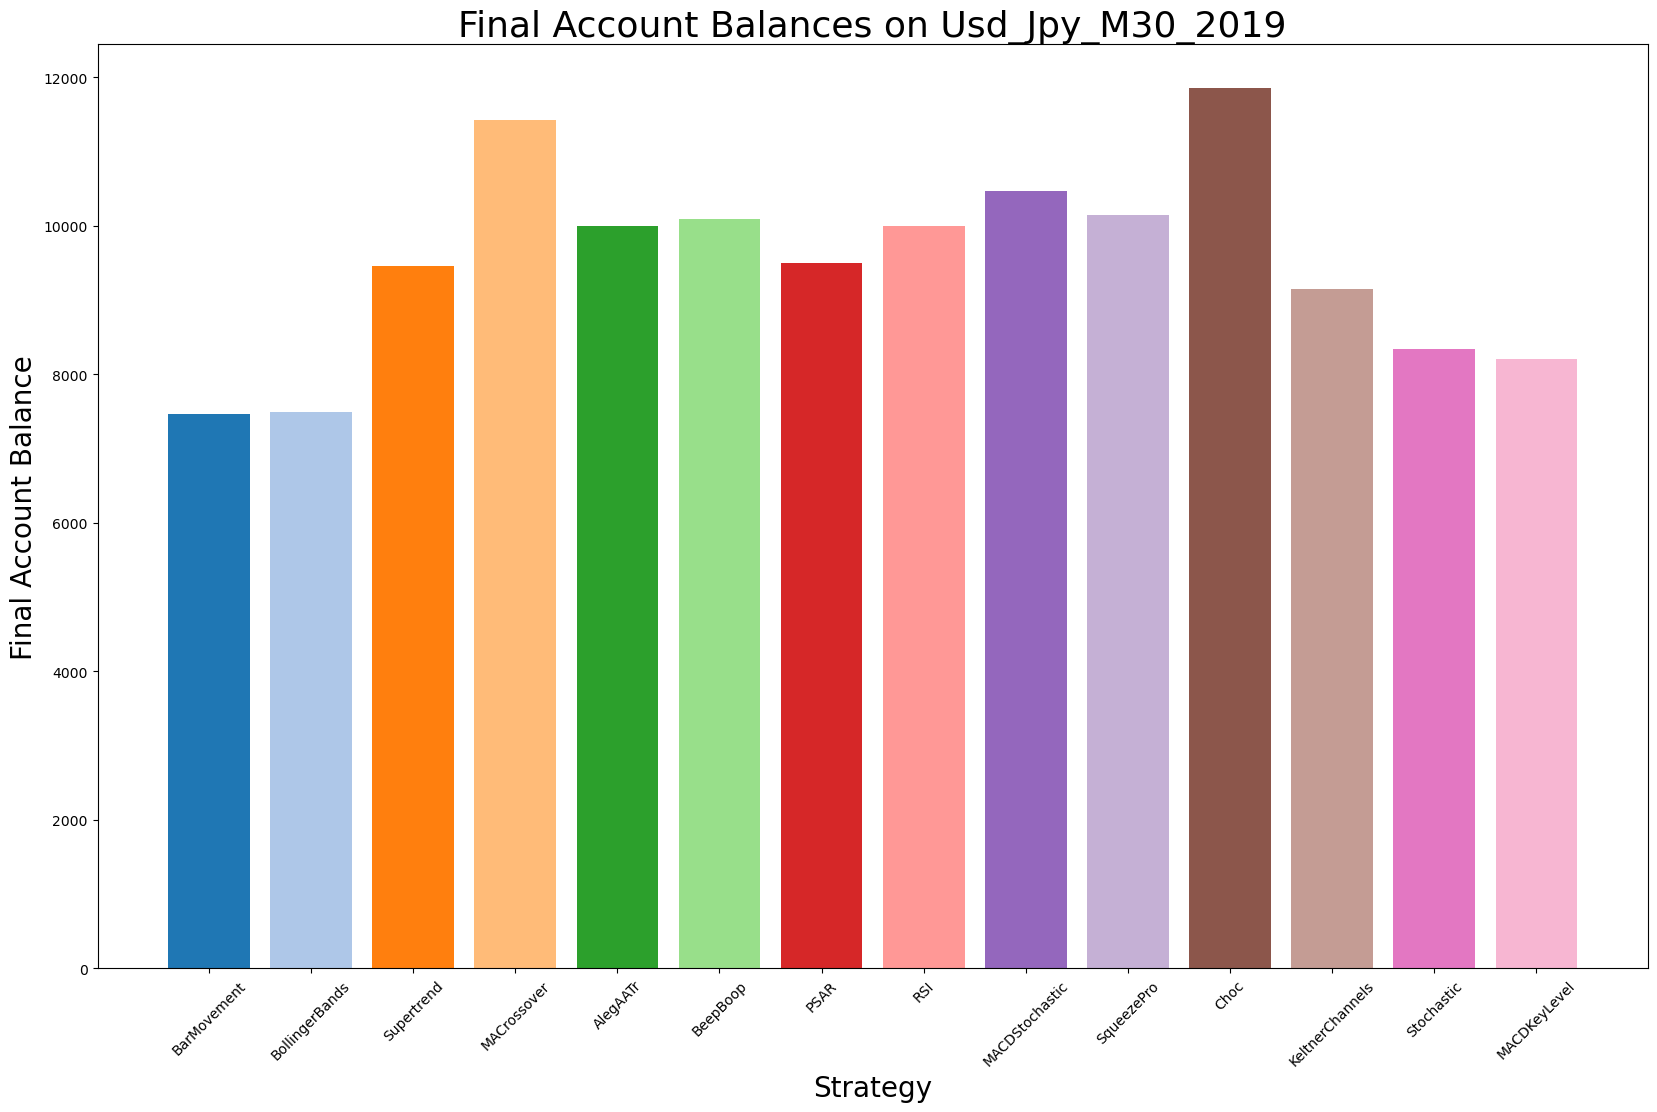 Final Account Balances on Usd_Jpy_M30_2019
Final Account Balance
12000
10000
8000
6000
4000
2000
0
BarMovement
BollingerBands
Supertrend
MACrossover
AlegAATr
BeepBoop
PSAR
RSI
MACDStochastic
SqueezePro
Choc
KeltnerChannels
Stochastic
MACDKeyLevel
Strategy